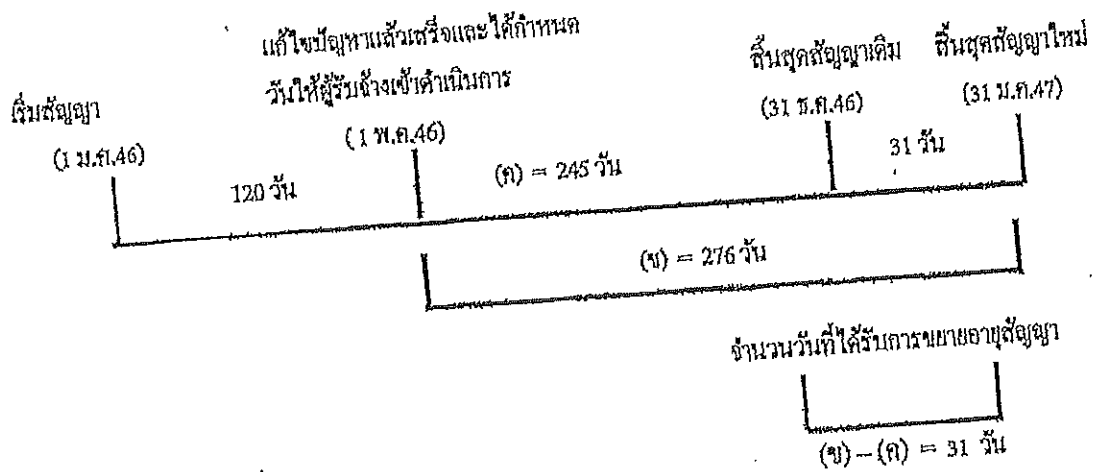 แก้ไขปัญหาแล้วเสร็จและได้กำหนด
วันให้ผู้รับจ้างเข้าดำเนินการ
สิ้นสุดสัญญาเดิม สิ้นสุดสัญญาใหม่
เริ่มสัญญา
(1 ม.ค.46) (1 พ.ค.46) (31 ธ.ค.46) (31 ม.ค.47)
120 วัน (ค) = 245 วัน 31 วัน
(ข) = 276 วัน
จำนวนวันที่ได้รับการขยายอายุสัญญา
(ข) – (ค) = 31 วัน